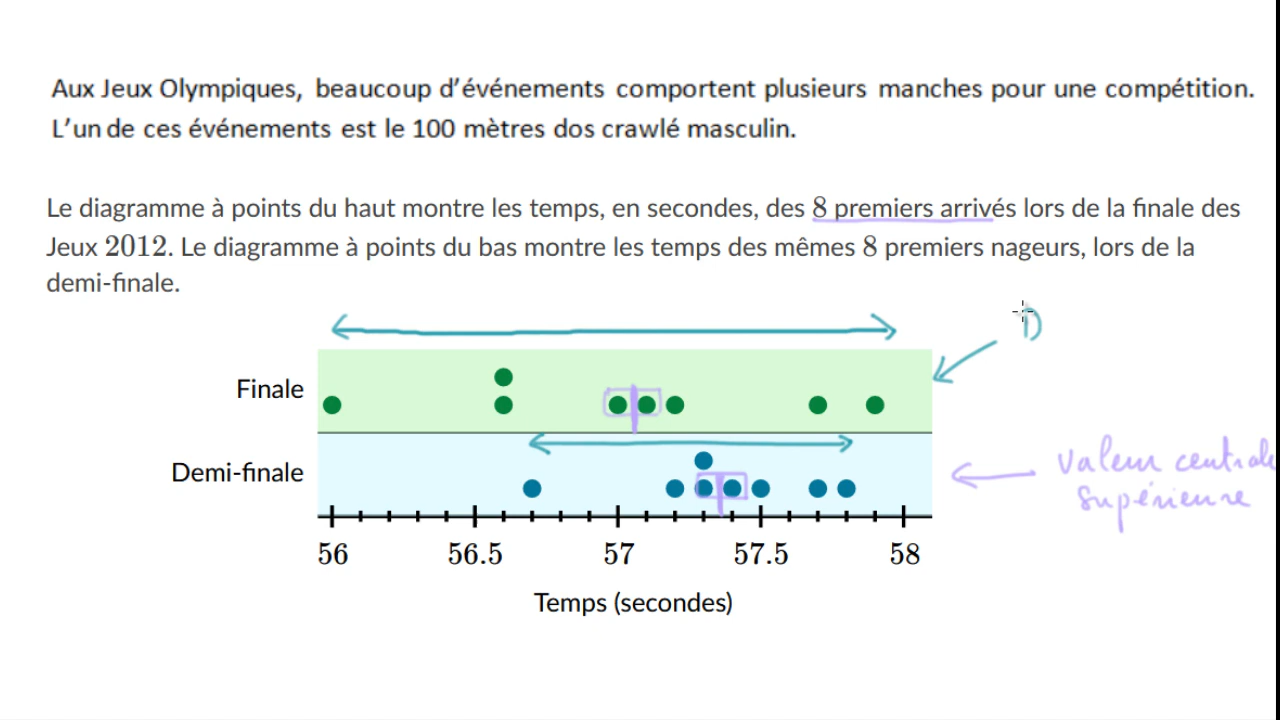 Aux Jeux Olympiques, beaucoup d'événements comportent plusieurs manches pour une compétition.
L'un de ces événements est le 100 mètres dos crawlé masculin.
Le diagramme à points du haut montre les temps, en secondes, des 8 premiers arrivés lors de la finale des
Jeux 2012. Le diagramme à points du bas montre les temps des mêmes 8 premiers nageurs, lors de la
demi-finale.
D
Finale
Demi-finale
valeur centrale
supérieure
56 56.5 57 57.5 58
Temps (secondes)